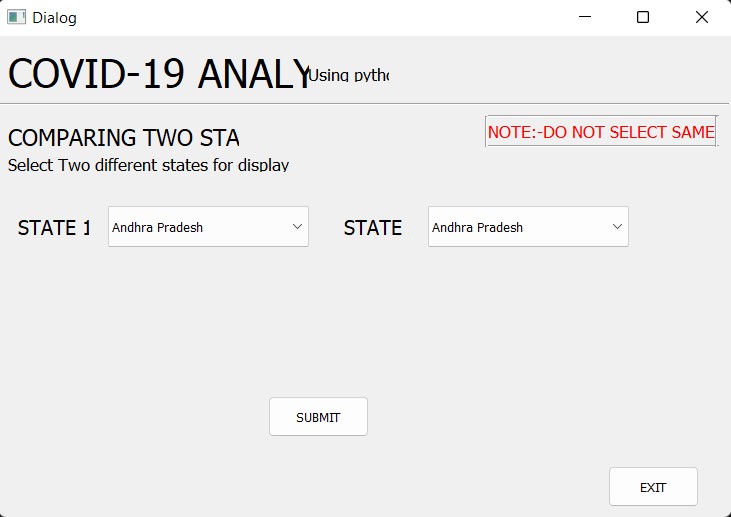 Dialog
COVID-19 ANALY
Using pytho
COMPARING TWO STA
NOTE:-DO NOT SELECT SAME
Select Two different states for display
STATE 1 Andhra Pradesh STATE Andhra Pradesh
SUBMIT
EXIT